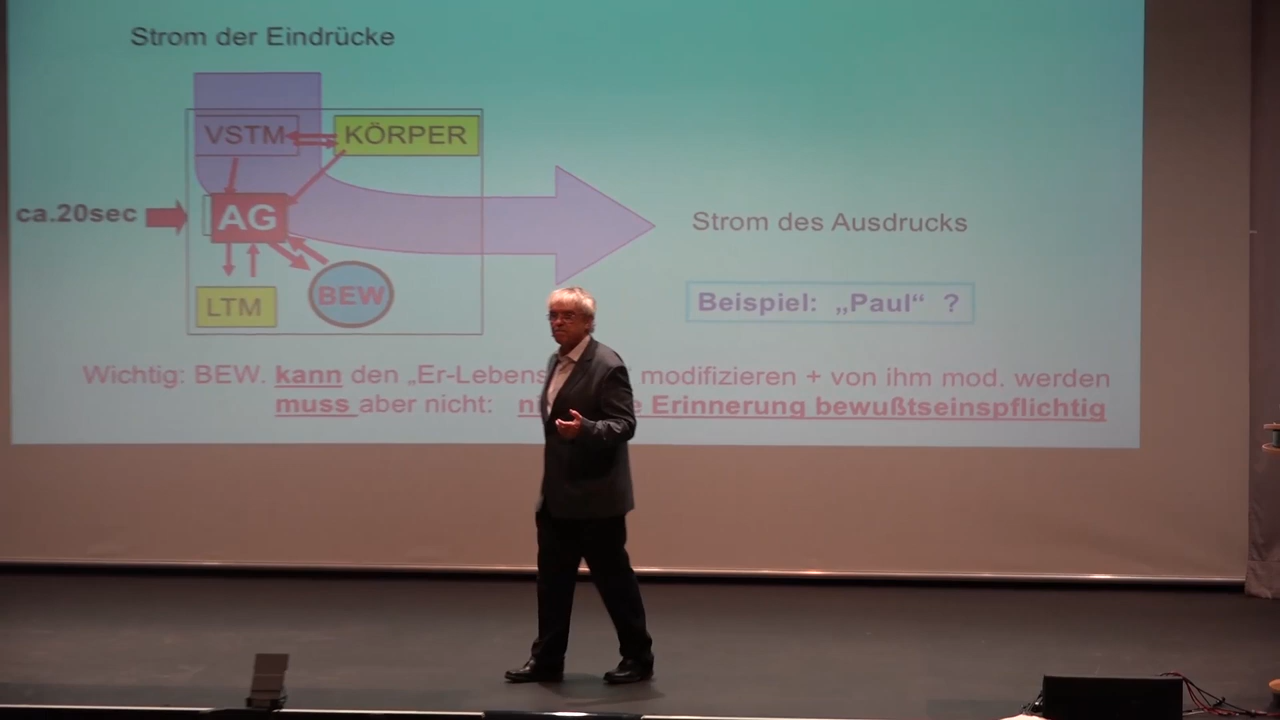 Strom der Eindrücke
VSTM
KÖRPER
ca.20sec
AG
Strom des Ausdrucks
LTM
BEW
Beispiel: „Paul“ ?
Wichtig: BEW. kann den „Er-Lebens modifizieren + von ihm mod. werden
muss aber nicht: Erinnerung bewußtseinspflichtig